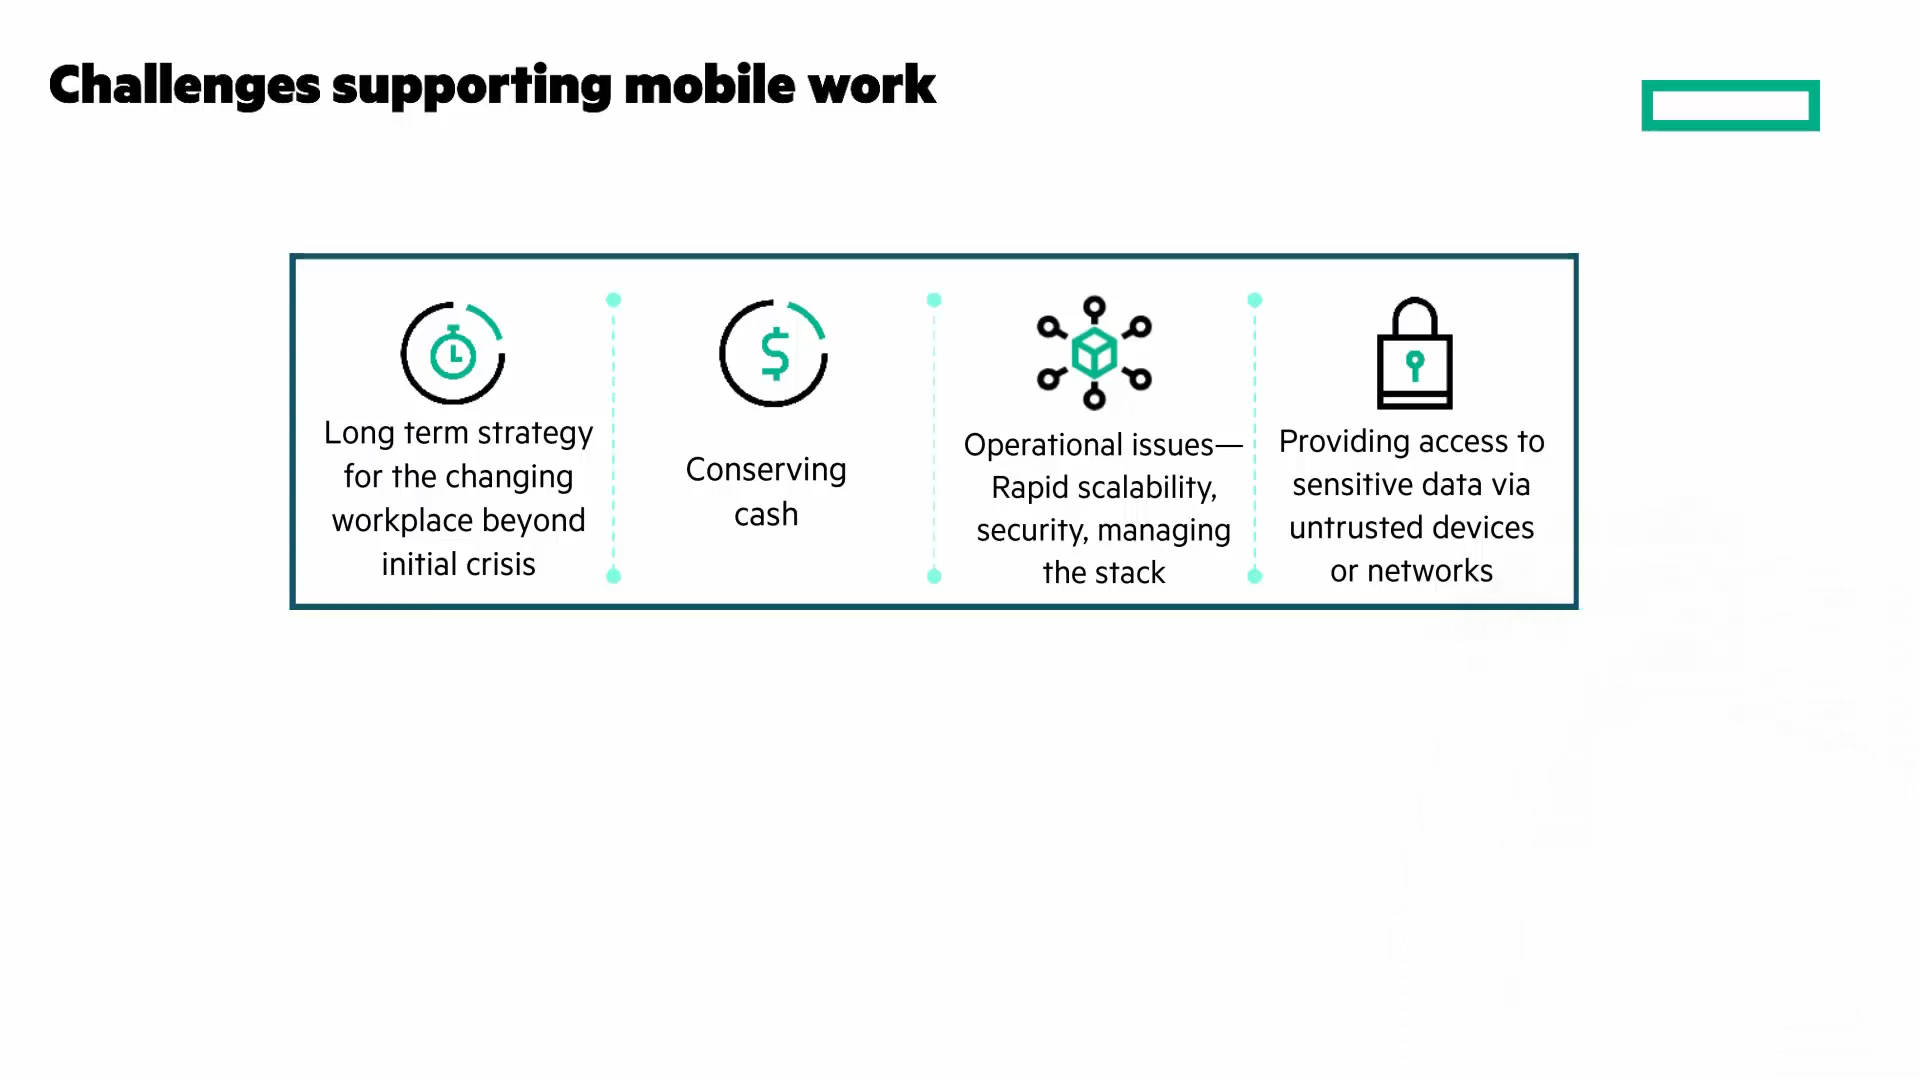 Challenges supporting mobile work
Long term strategy
for the changing
workplace beyond
initial crisis
Conserving
cash
Operational issues—
Rapid scalability,
security, managing
the stack
Providing access to
sensitive data via
untrusted devices
or networks